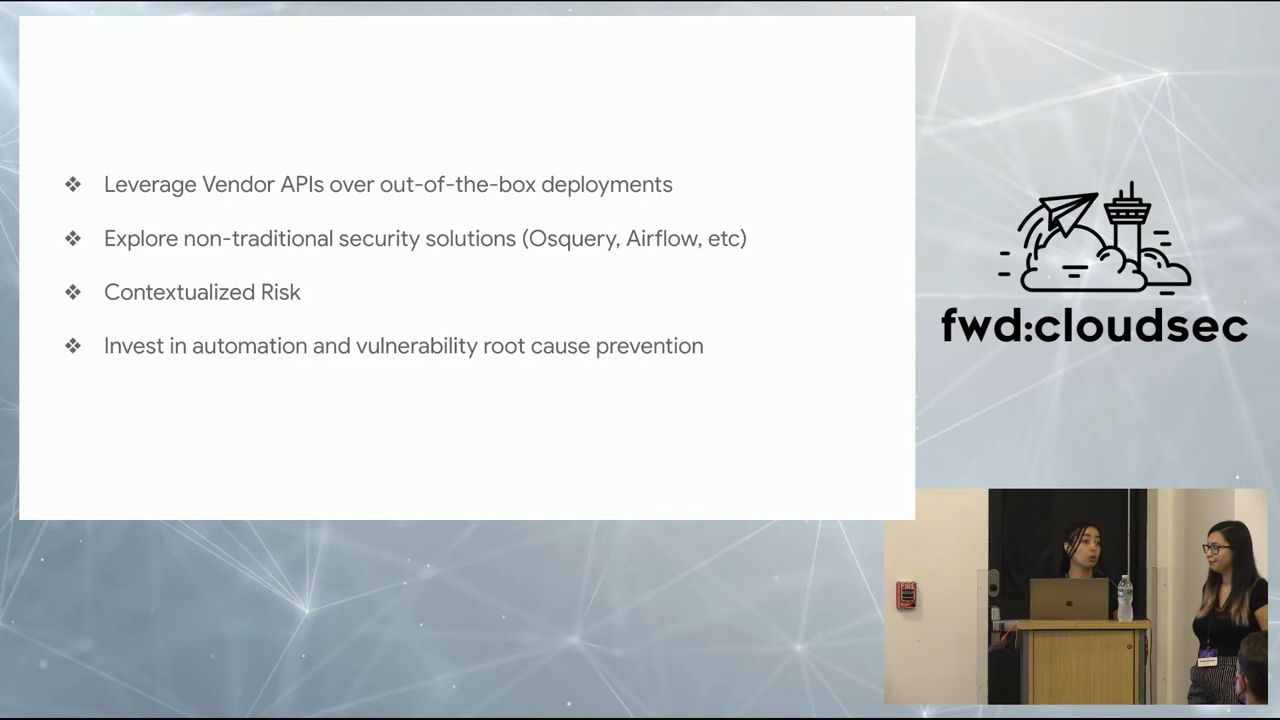 ❖ Leverage Vendor APIs over out-of-the-box deployments
❖ Explore non-traditional security solutions (Osquery, Airflow, etc)
❖ Contextualized Risk
❖ Invest in automation and vulnerability root cause prevention
fwd:cloudsec
FIRE